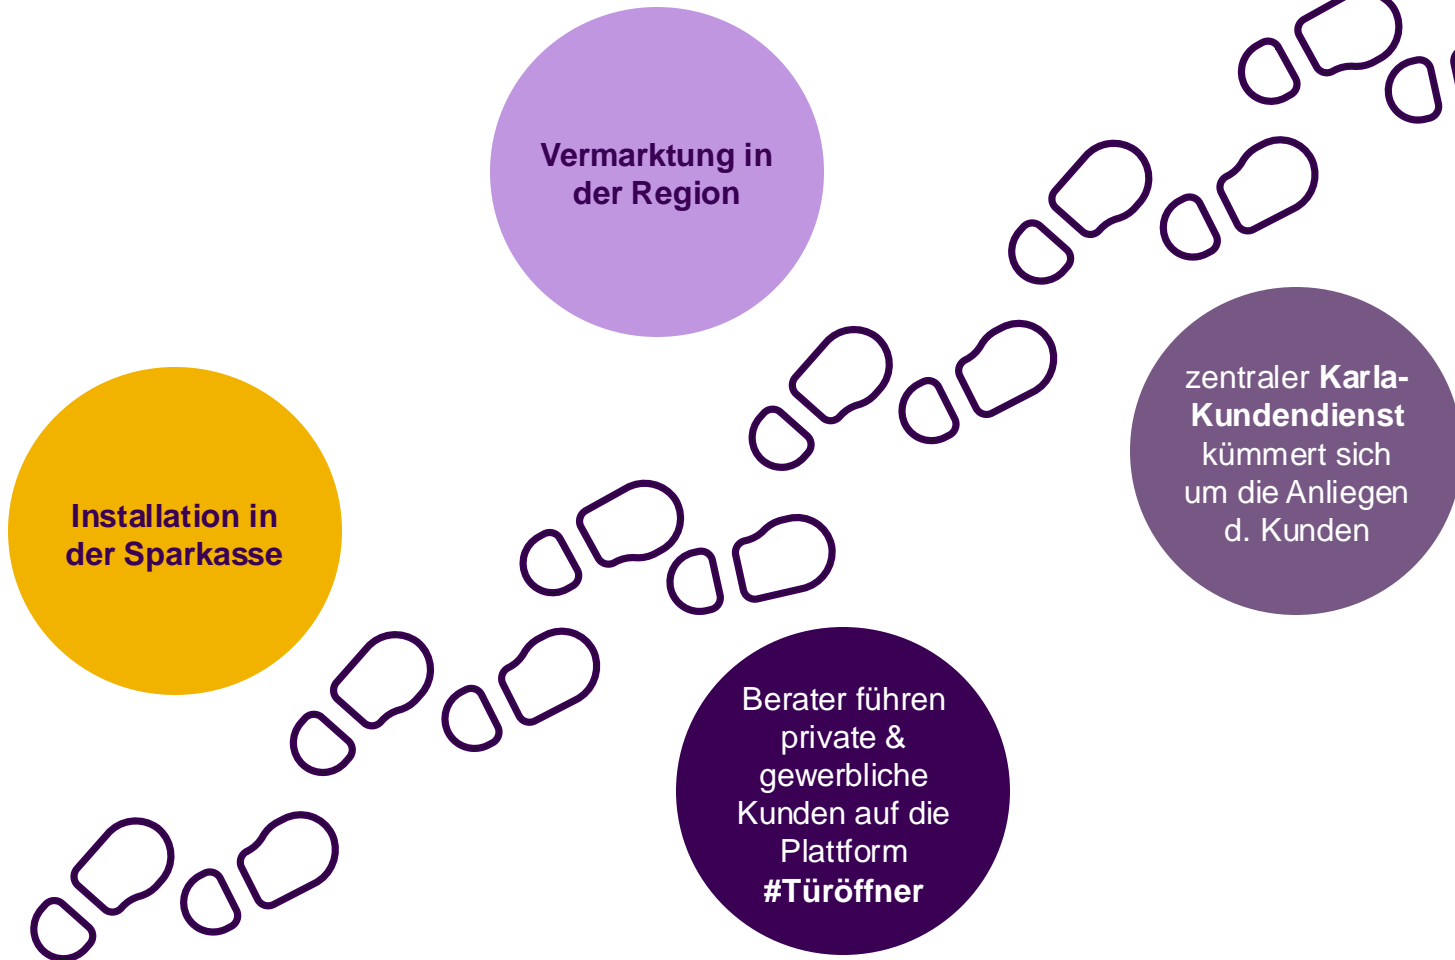 Vermarktung in
der Region
zentraler Karla-
Kundendienst
kümmert sich
um die Anliegen
d. Kunden
Installation in
der Sparkasse
Berater führen
private &
gewerbliche
Kunden auf die
Plattform
#Türöffner